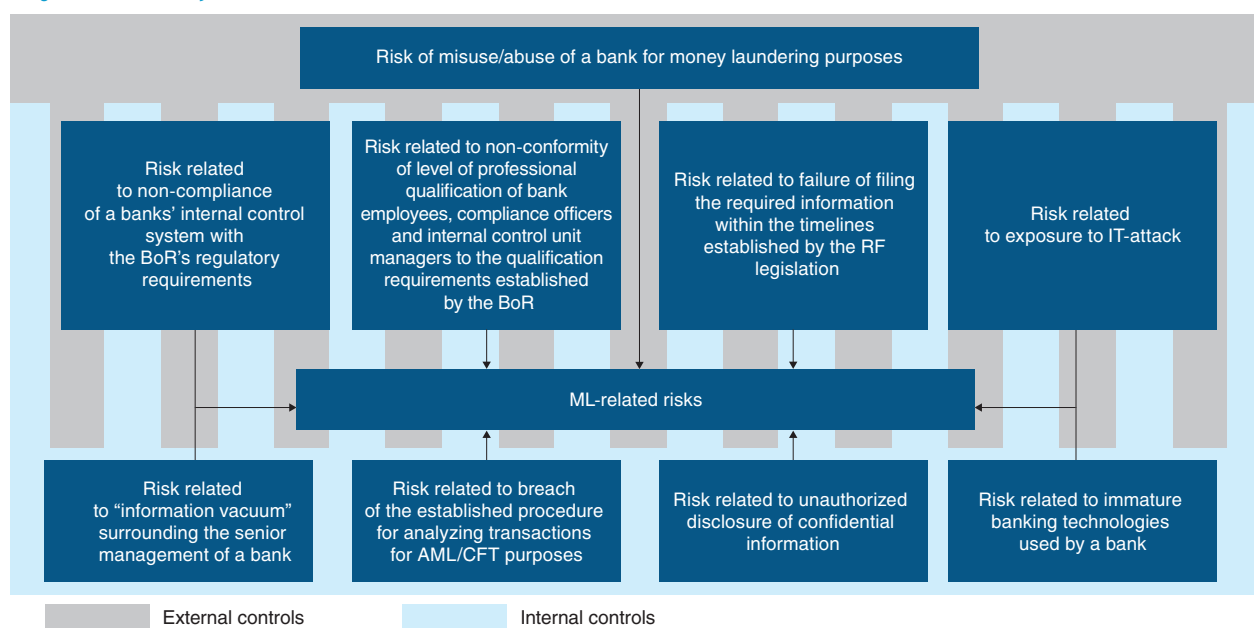 Risk of misuse/abuse of a bank for money laundering purposes
Risk related
to non-compliance
of a banks' internal control
system with
the BoR's regulatory
requirements
Risk related to non-conformity
of level of professional
qualification of bank
employees, compliance officers
and internal control unit
managers to the qualification
requirements established
by the BoR
Risk related to failure of filing
the required information
within the timelines
established by the RF
legislation
Risk related
to exposure to IT-attack
ML-related risks
Risk related
to “information vacuum”
surrounding the senior
management of a bank
Risk related to breach
of the established procedure
for analyzing transactions
for AML/CFT purposes
Risk related to unauthorized
disclosure of confidential
information
Risk related to immature
banking technologies
used by a bank
External controls
Internal controls